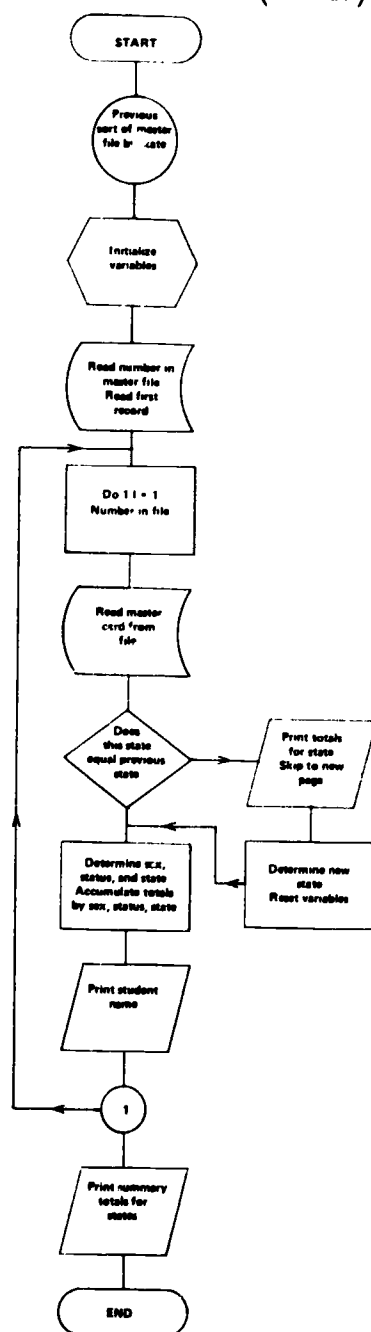 START
Previous
sort of master
file by state
Initialize
variables
Read number in
master file
Read first
record
Do 1 I = 1
Number in file
Read master
card from
file
Does
this state
equal previous
state
Print totals
for state
Skip to new
page
Determine sex,
status, and state
Accumulate totals
by sex, status, state
Determine new
state
Reset variables
Print student
name
1
Print summary
totals for
states
END